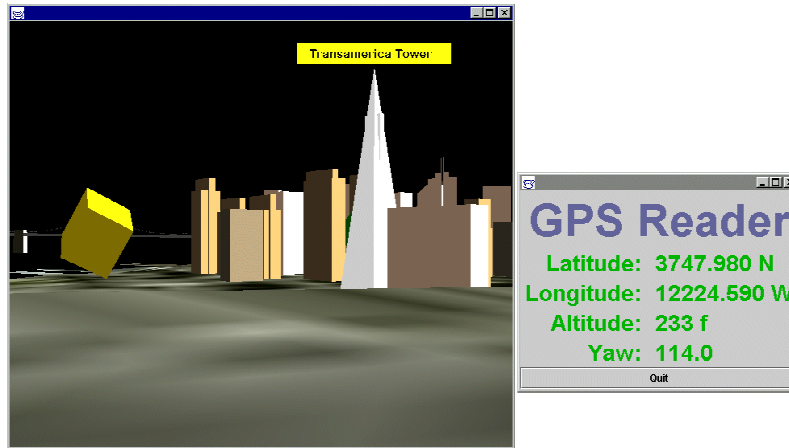 Transamerica Tower
GPS Reader
Latitude: 3747.980 N
Longitude: 12224.590 W
Altitude: 233 f
Yaw: 114.0
Quit